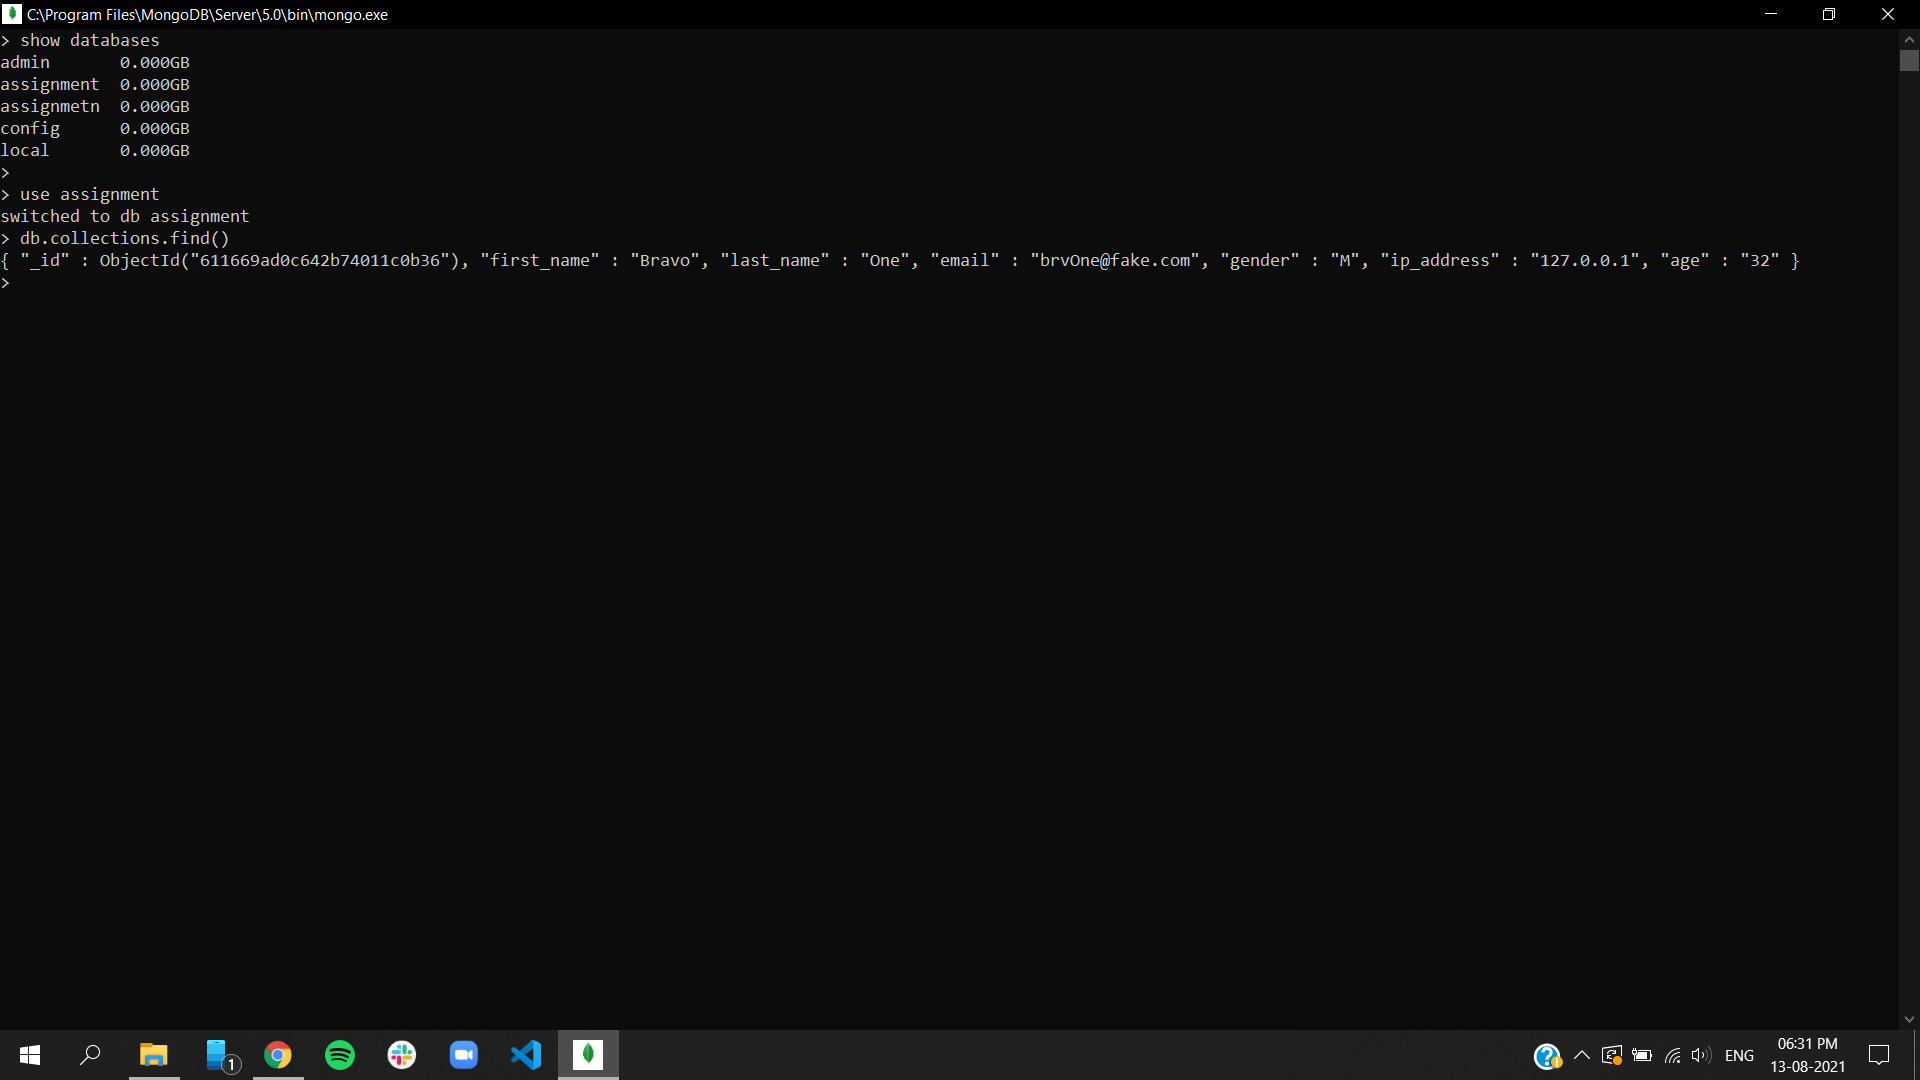 C:\Program Files\MongoDB\Server\5.0\bin\mongo.exe
> show databases
admin       0.000GB
assignment  0.000GB
assignmetn  0.000GB
config      0.000GB
local       0.000GB
>
> use assignment
switched to db assignment
> db.collections.find()
{ "_id" : ObjectId("611669ad0c642b74011c0b36"), "first_name" : "Bravo", "last_name" : "One", "email" : "brvOne@fake.com", "gender" : "M", "ip_address" : "127.0.0.1", "age" : "32" }
>
1
ENG
06:31 PM
13-08-2021